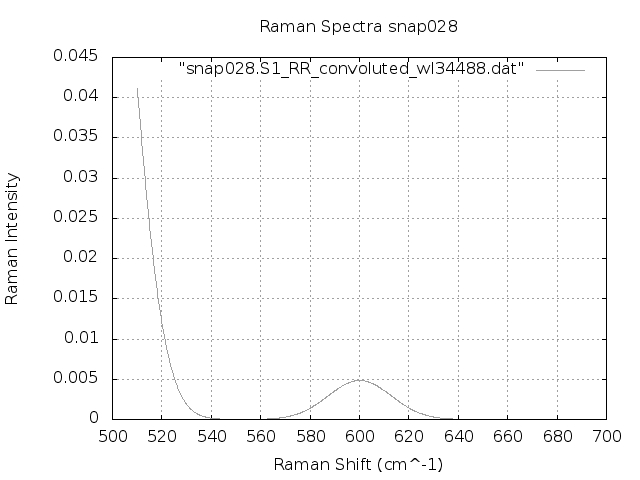 Raman Spectra snap028
"snap028.S1_RR_convoluted_wl34488.dat"
0.045
0.04
0.035
0.03
0.025
0.02
0.015
0.01
0.005
0
Raman Intensity
500 520 540 560 580 600 620 640 660 680 700
Raman Shift (cm^-1)